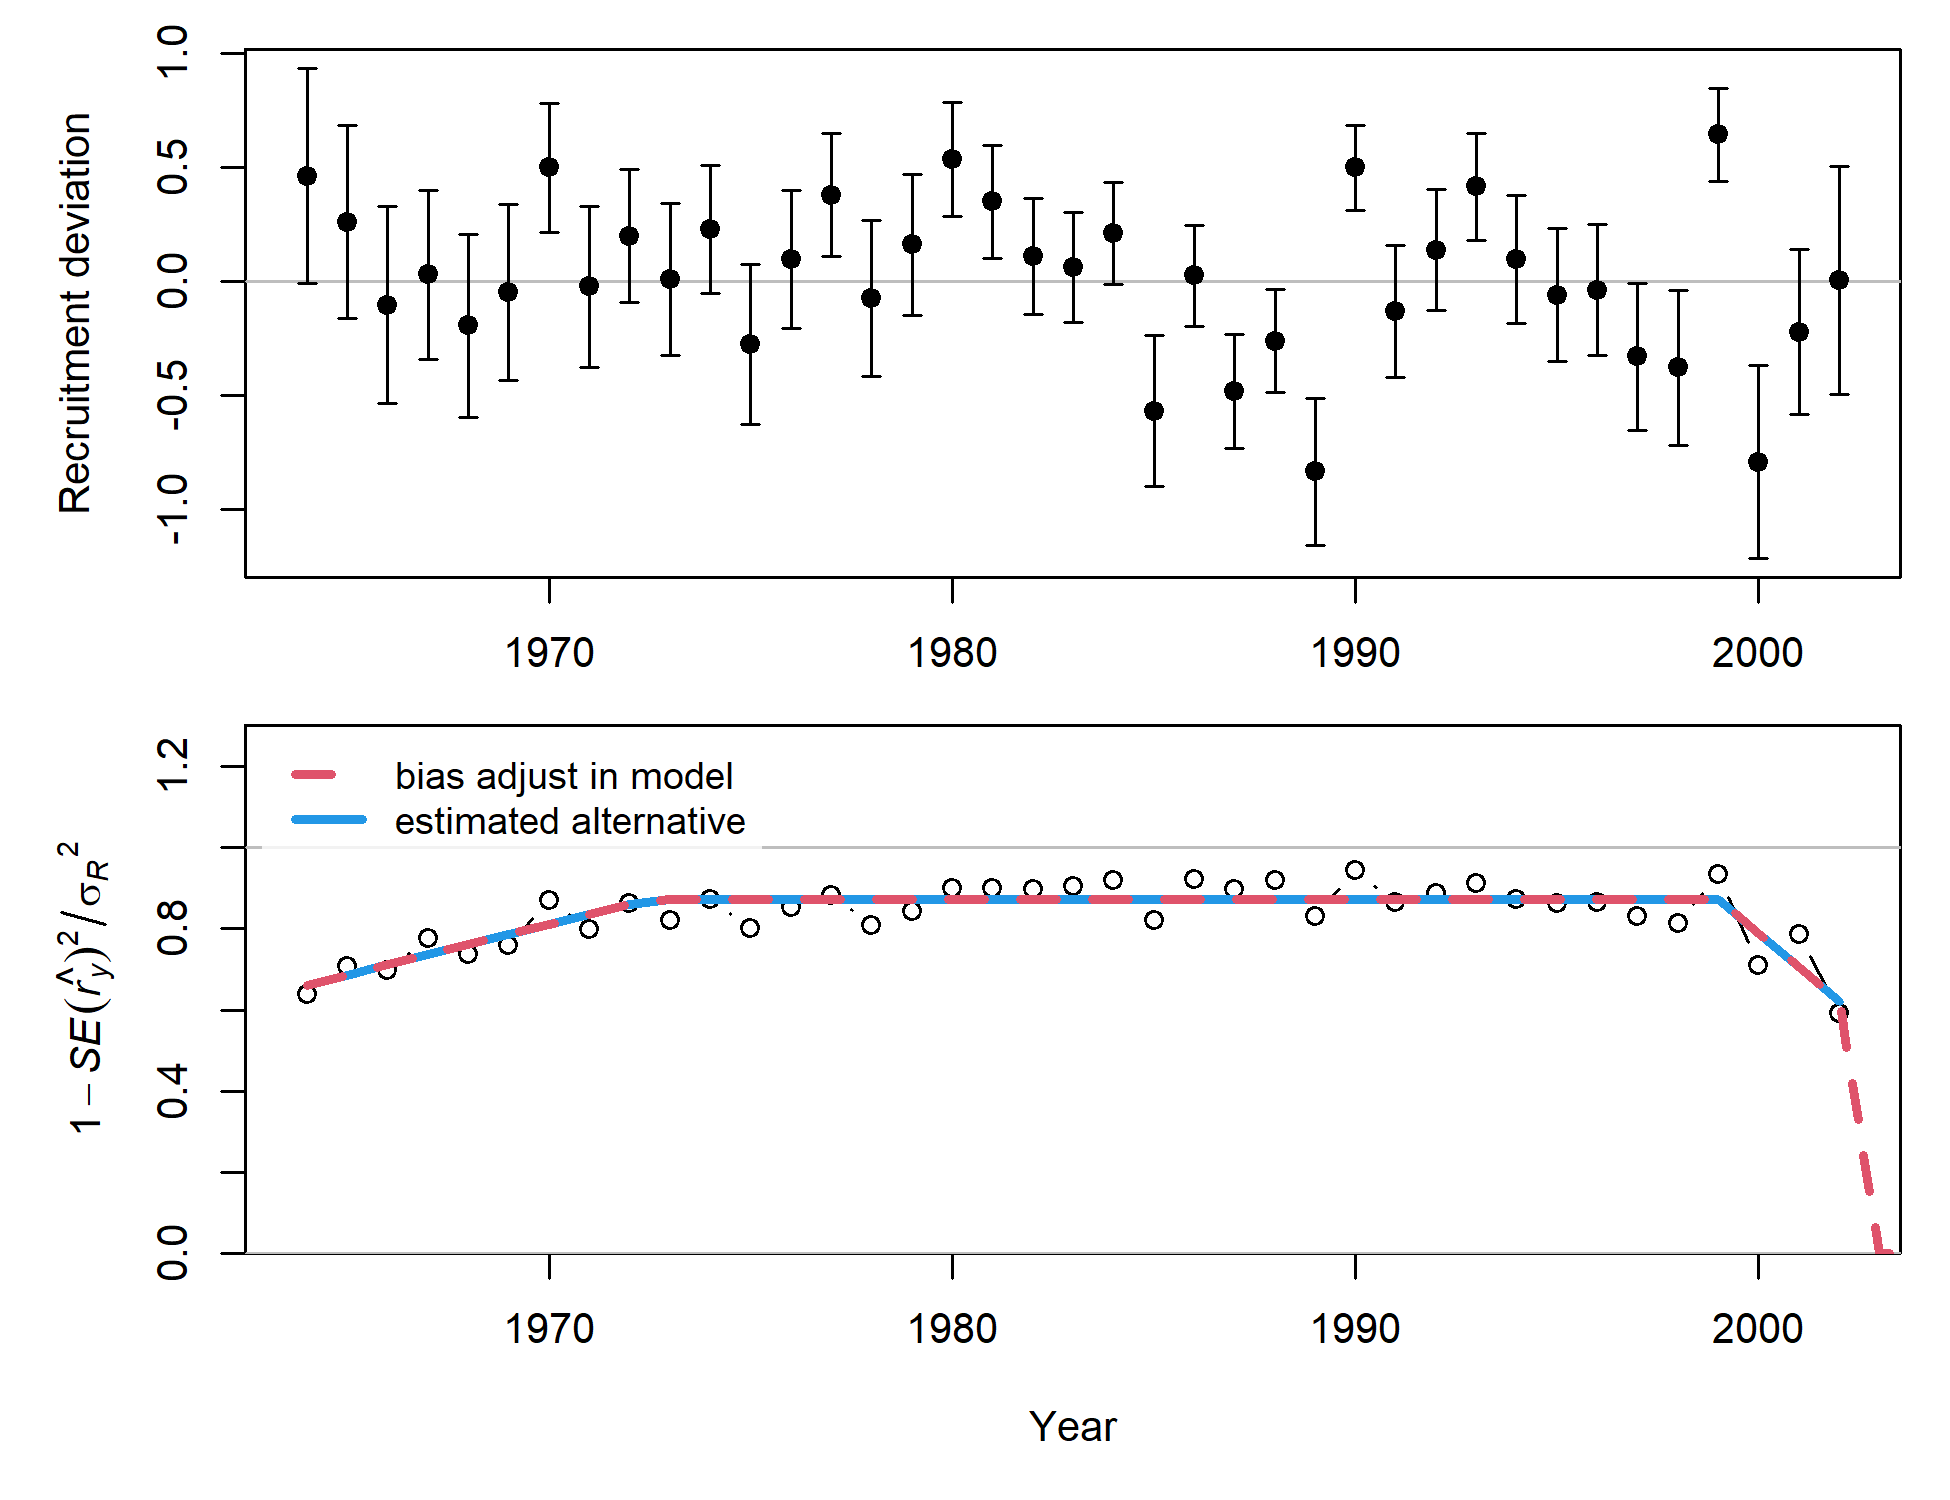 Recruitment deviation
1.0
0.5
0.0
-0.5
-1.0
1970 1980 1990 2000
bias adjust in model
estimated alternative
1 − SE(r̂_y)² / σ_R²
1.2
0.8
0.4
0.0
1970 1980 1990 2000
Year